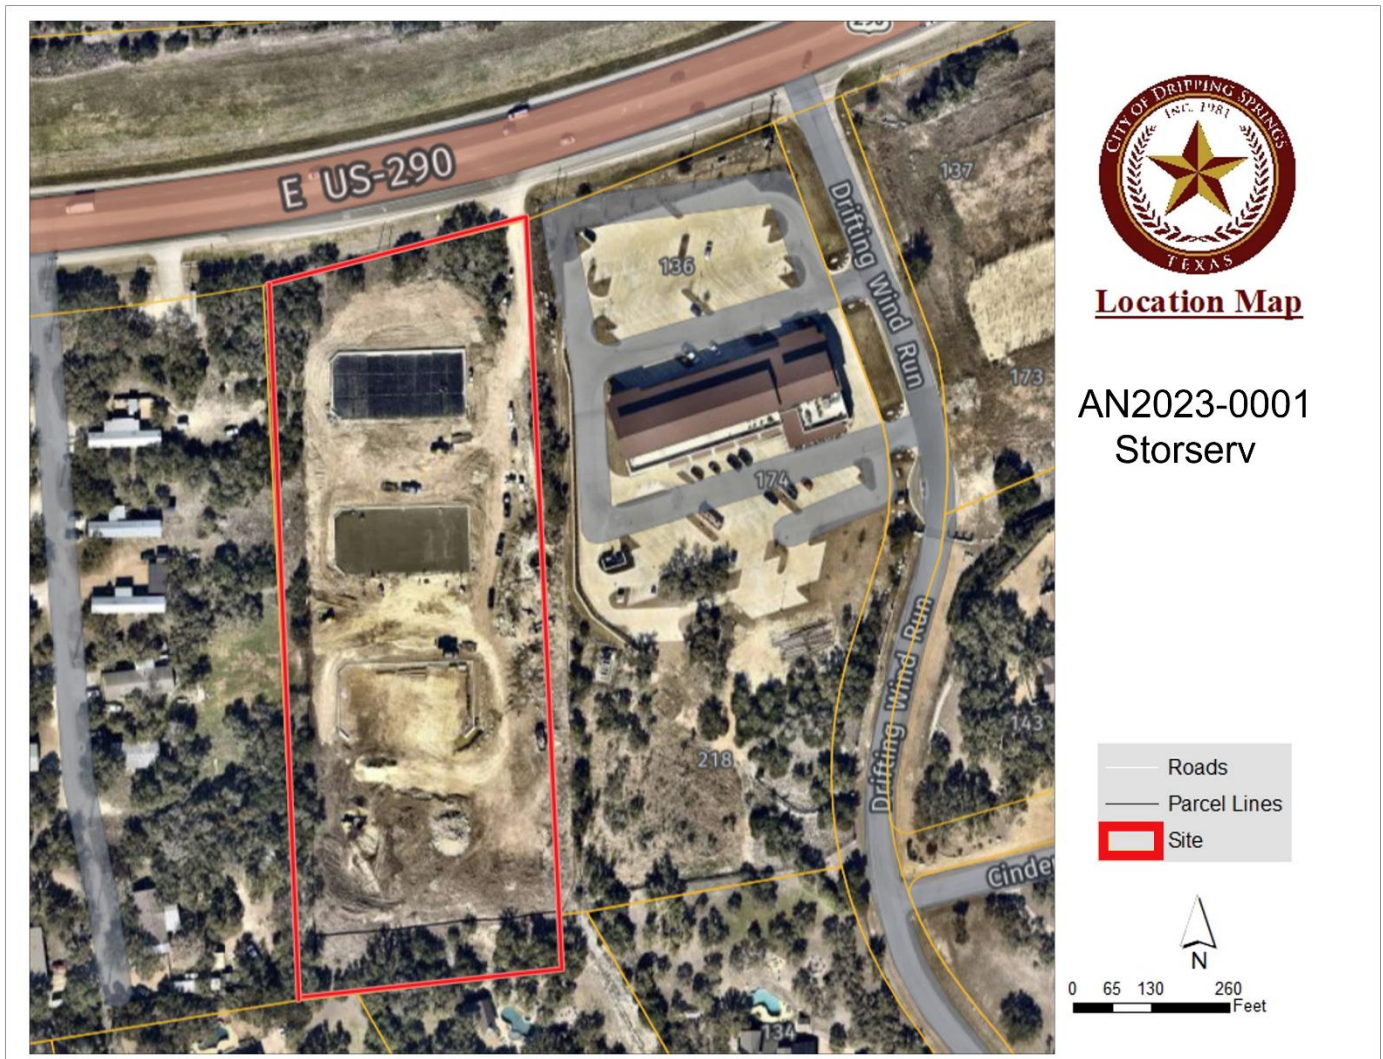 290
E US-290
137
Drifting Wind Run
136
173
174
Drifting Wind Run
143
218
Cinde
134
CITY OF DRIPPING SPRINGS
INC. 1981
TEXAS
Location Map
AN2023-0001
Storserv
Roads
Parcel Lines
Site
N
0 65 130 260
Feet